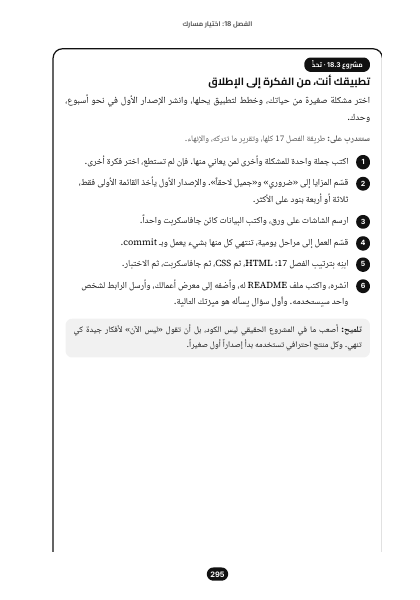 الفصل 18: اختيار مسارك
مشروع 18.3 · تحدٍّ
تطبيقك أنت، من الفكرة إلى الإطلاق
اختر مشكلة صغيرة من حياتك، وخطط لتطبيق يحلها، وانشر الإصدار الأول في نحو أسبوع،
وحدك.
ستتدرب على: طريقة الفصل 17 كلها، وتقرير ما تتركه، والإنهاء.
1 اكتب جملة واحدة للمشكلة وأخرى لمن يعاني منها. فإن لم تستطع، اختر فكرة أخرى.
2 قسّم المزايا إلى «ضروري» و«جميل لاحقاً». والإصدار الأول يأخذ القائمة الأولى فقط،
ثلاثة أو أربعة بنود على الأكثر.
3 ارسم الشاشات على ورق، واكتب البيانات كائن جافاسكربت واحداً.
4 قسّم العمل إلى مراحل يومية، تنتهي كل منها بشيء يعمل وبـ commit.
5 ابنِه بترتيب الفصل 17: HTML، ثم CSS، ثم جافاسكربت، ثم الاختبار.
6 انشره، واكتب ملف README له، وأضفه إلى معرض أعمالك، وأرسل الرابط لشخص
واحد سيستخدمه. وأول سؤال يسأله هو ميزتك التالية.
تلميح: أصعب ما في المشروع الحقيقي ليس الكود، بل أن تقول «ليس الآن» لأفكار جيدة كي
تنهي. وكل منتج احترافي تستخدمه بدأ إصداراً أول صغيراً.
295